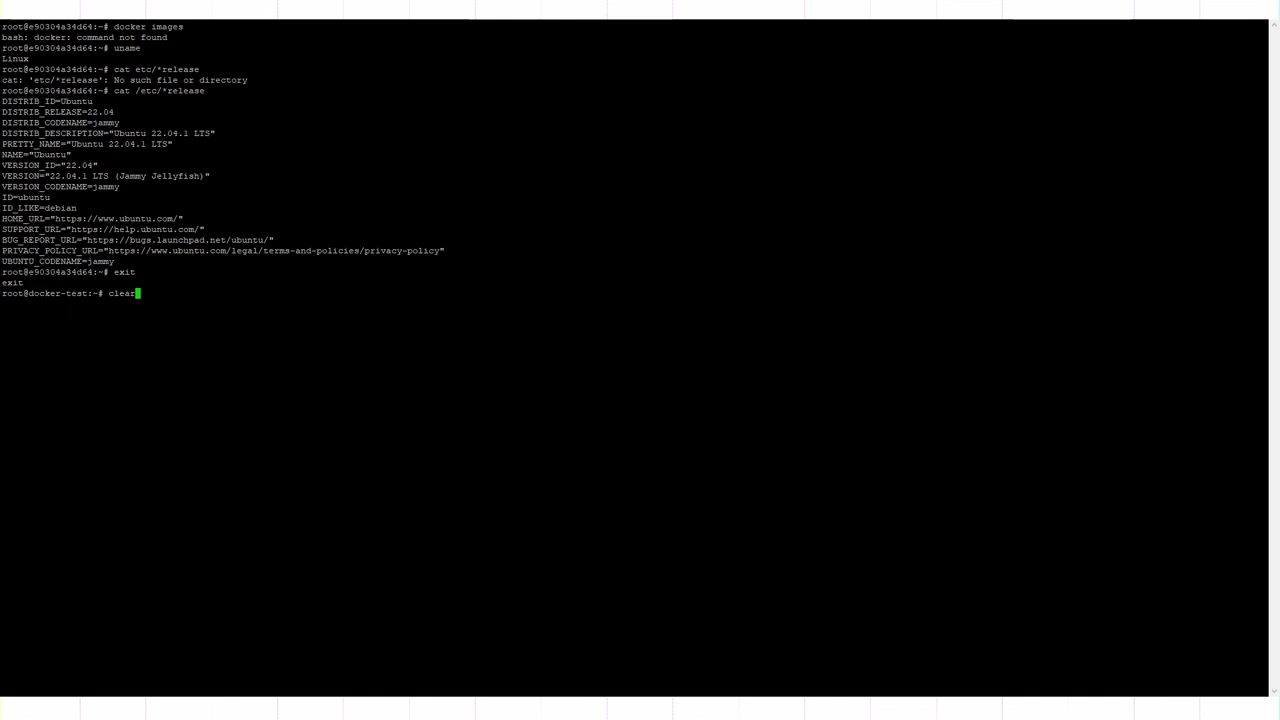 root@e90304a34d64:~# docker images
bash: docker: command not found
root@e90304a34d64:~# uname
Linux
root@e90304a34d64:~# cat etc/*release
cat: 'etc/*release': No such file or directory
root@e90304a34d64:~# cat /etc/*release
DISTRIB_ID=Ubuntu
DISTRIB_RELEASE=22.04
DISTRIB_CODENAME=jammy
DISTRIB_DESCRIPTION="Ubuntu 22.04.1 LTS"
PRETTY_NAME="Ubuntu 22.04.1 LTS"
NAME="Ubuntu"
VERSION_ID="22.04"
VERSION="22.04.1 LTS (Jammy Jellyfish)"
VERSION_CODENAME=jammy
ID=ubuntu
ID_LIKE=debian
HOME_URL="https://www.ubuntu.com/"
SUPPORT_URL="https://help.ubuntu.com/"
BUG_REPORT_URL="https://bugs.launchpad.net/ubuntu/"
PRIVACY_POLICY_URL="https://www.ubuntu.com/legal/terms-and-policies/privacy-policy"
UBUNTU_CODENAME=jammy
root@e90304a34d64:~# exit
exit
root@docker-test:~# clear